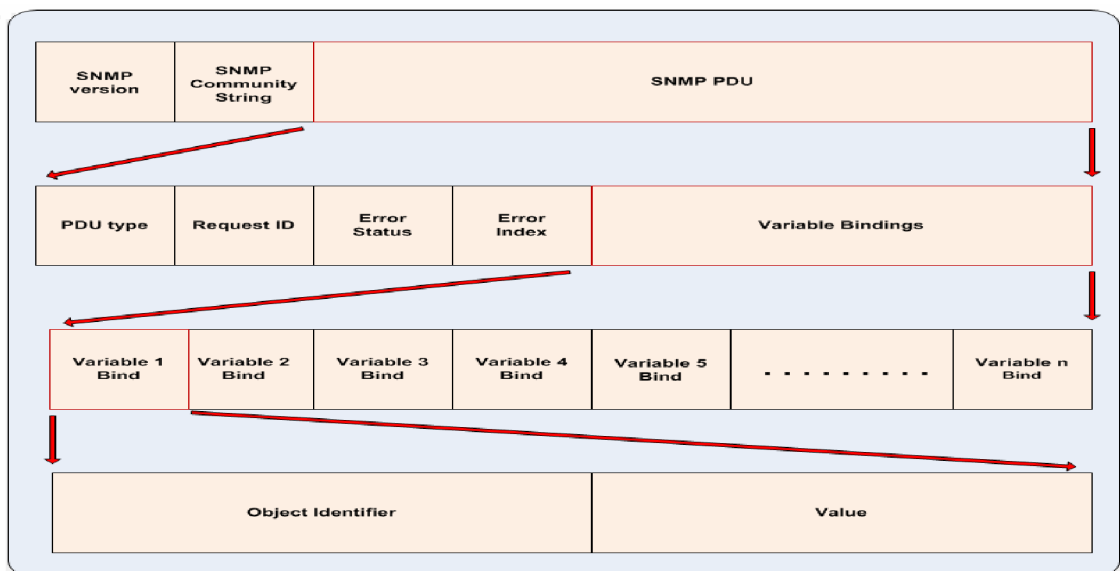 SNMP
version
SNMP
Community
String
SNMP PDU
PDU type
Request ID
Error
Status
Error
Index
Variable Bindings
Variable 1
Bind
Variable 2
Bind
Variable 3
Bind
Variable 4
Bind
Variable 5
Bind
. . . . . . . . .
Variable n
Bind
Object Identifier
Value